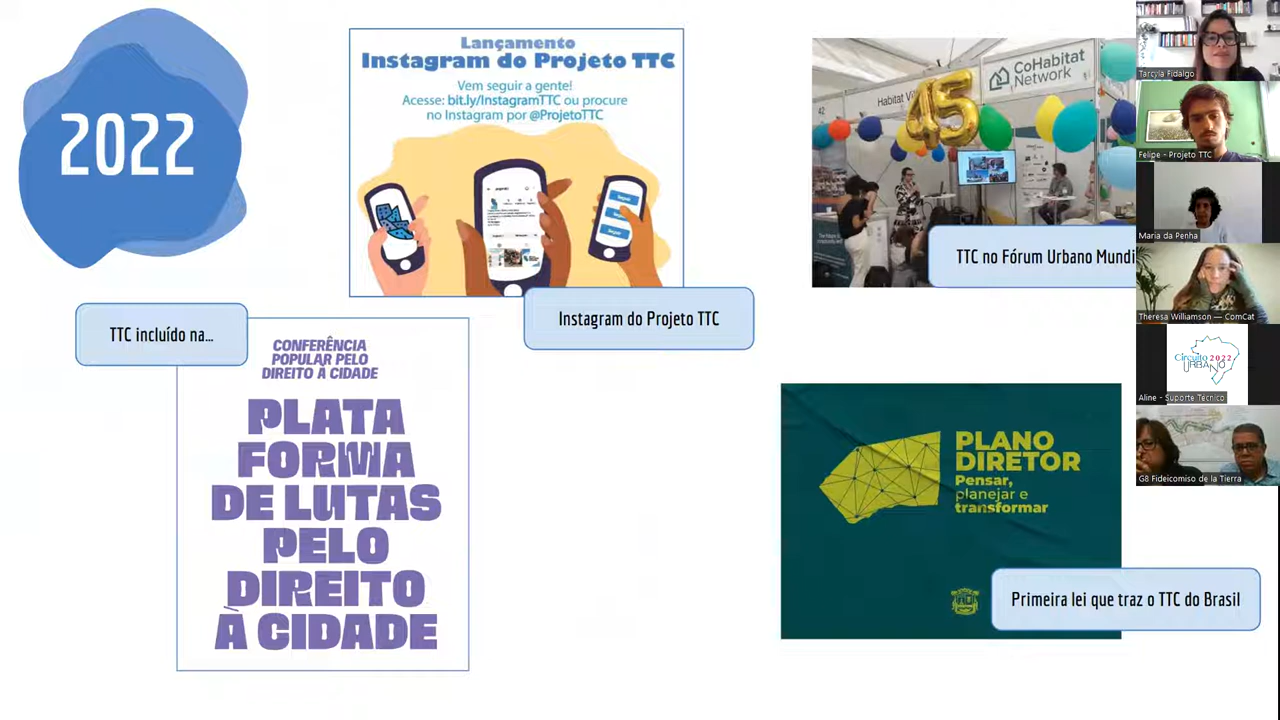 2022
Lançamento
Instagram do Projeto TTC
Vem seguir a gente!
Acesse: bit.ly/InstagramTTC ou procure
no Instagram por @ProjetoTTC
Instagram do Projeto TTC
45
CoHabitat
Network
TTC no Fórum Urbano Mundi
TTC incluído na...
CONFERÊNCIA
POPULAR PELO
DIREITO À CIDADE
PLATA
FORMA
DE LUTAS
PELO
DIREITO
À CIDADE
PLANO
DIRETOR
Pensar,
planejar e
transformar
Primeira lei que traz o TTC do Brasil
Tarcyla Fidalgo
Felipe - Projeto TTC
Maria da Penha
Theresa Williamson — ComCat
Circuito 2022
URBANO
Aline - Suporte Técnico
G8 Fideicomiso de la Tierra